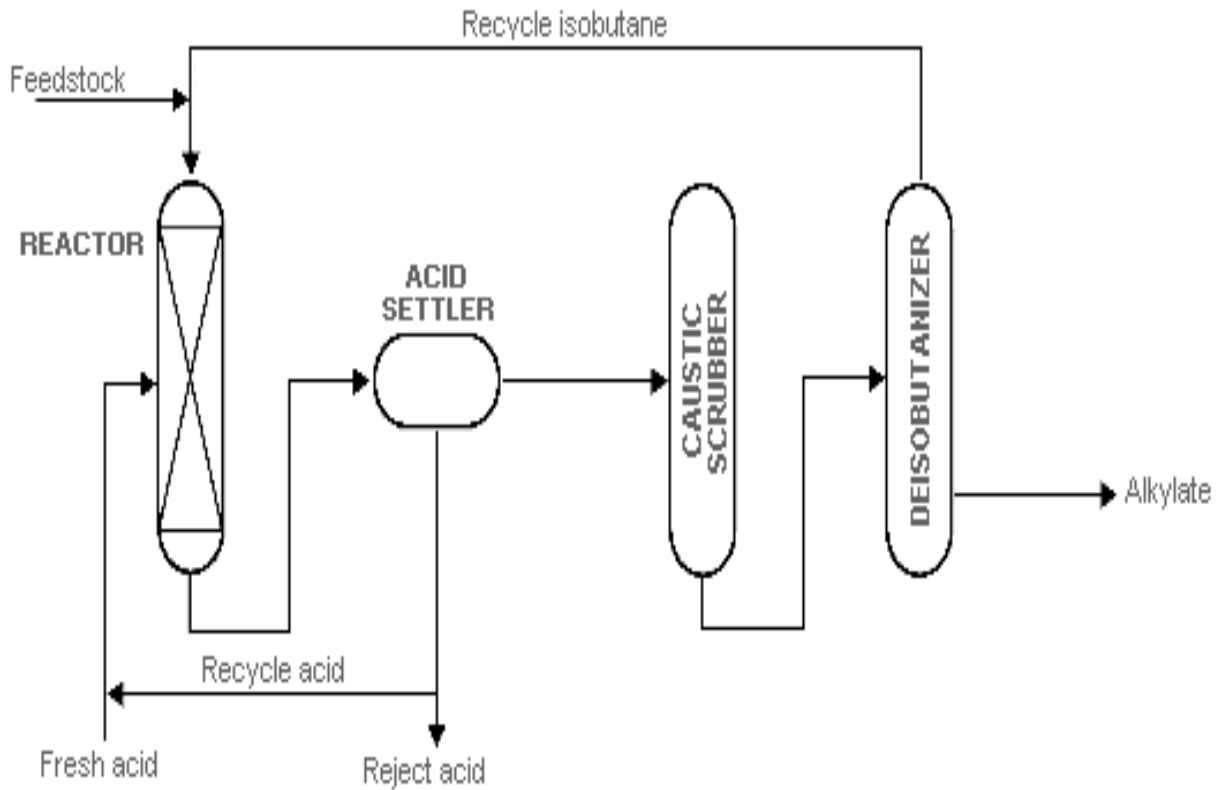 Recycle isobutane
Feedstock
REACTOR
ACID
SETTLER
CAUSTIC
SCRUBBER
DEISOBUTANIZER
Alkylate
Recycle acid
Fresh acid
Reject acid